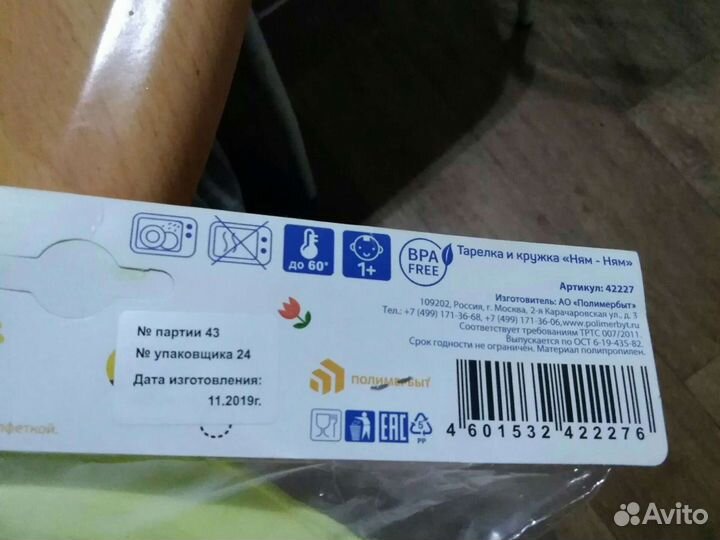 до 60°
1+
BPA
FREE
Тарелка и кружка «Ням - Ням»
Артикул: 42227
Изготовитель: АО «Полимербыт»
109202, Россия, г. Москва, 2-я Карачаровская ул., д. 3
Тел.: +7 (499) 171-36-68, +7 (499) 171-36-06, www.polimerbyt.ru
Соответствует требованиям ТРТС 007/2011.
Выпускается по ОСТ 6-19-435-82
Срок годности не ограничен. Материал полипропилен.
№ партии 43
№ упаковщика 24
Дата изготовления:
11.2019г.
ПОЛИМЕРБЫТ
EAC
5
PP
4 601532 422276
лфеткой.
Avito